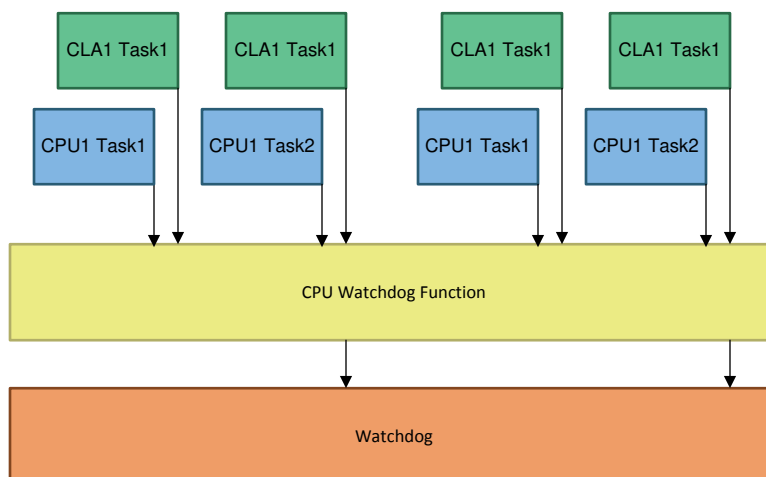 CLA1 Task1
CLA1 Task1
CLA1 Task1
CLA1 Task1
CPU1 Task1
CPU1 Task2
CPU1 Task1
CPU1 Task2
CPU Watchdog Function
Watchdog